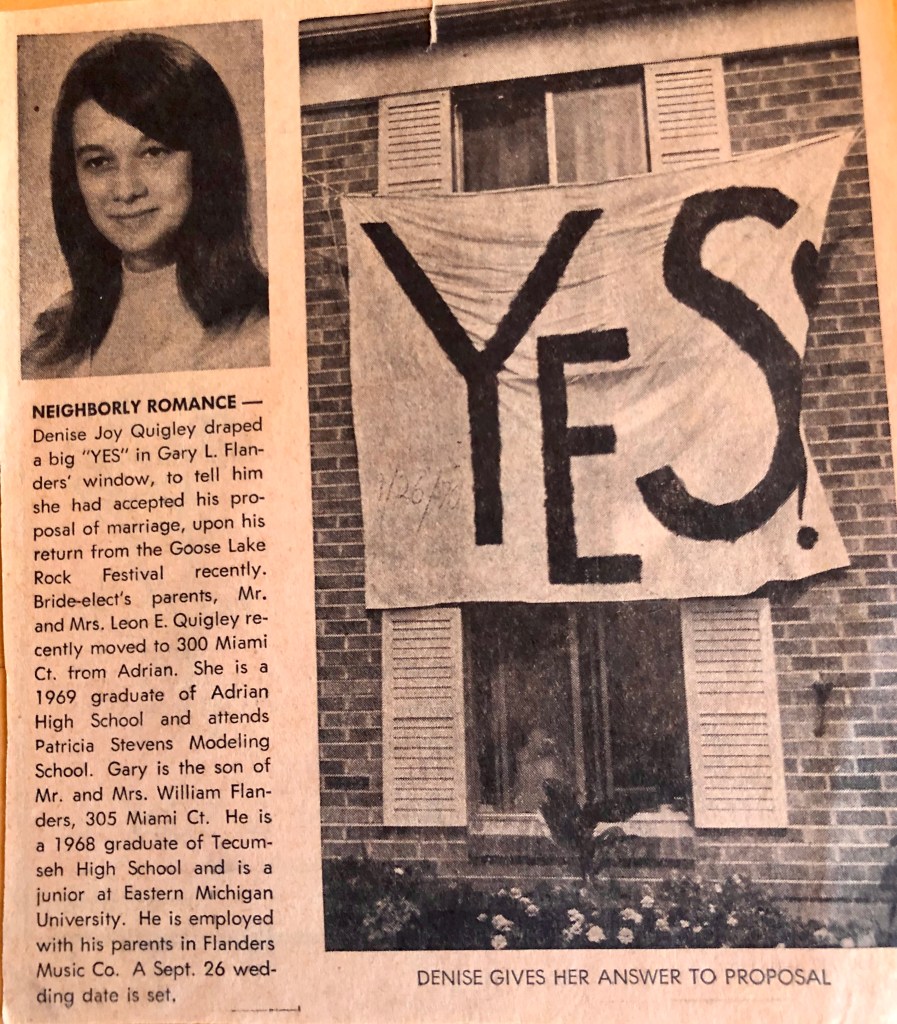 NEIGHBORLY ROMANCE —
Denise Joy Quigley draped
a big "YES" in Gary L. Flan-
ders' window, to tell him
she had accepted his pro-
posal of marriage, upon his
return from the Goose Lake
Rock Festival recently.
Bride-elect's parents, Mr.
and Mrs. Leon E. Quigley re-
cently moved to 300 Miami
Ct. from Adrian. She is a
1969 graduate of Adrian
High School and attends
Patricia Stevens Modeling
School. Gary is the son of
Mr. and Mrs. William Flan-
ders, 305 Miami Ct. He is
a 1968 graduate of Tecum-
seh High School and is a
junior at Eastern Michigan
University. He is employed
with his parents in Flanders
Music Co. A Sept. 26 wed-
ding date is set.
YES!
9/26/70
DENISE GIVES HER ANSWER TO PROPOSAL